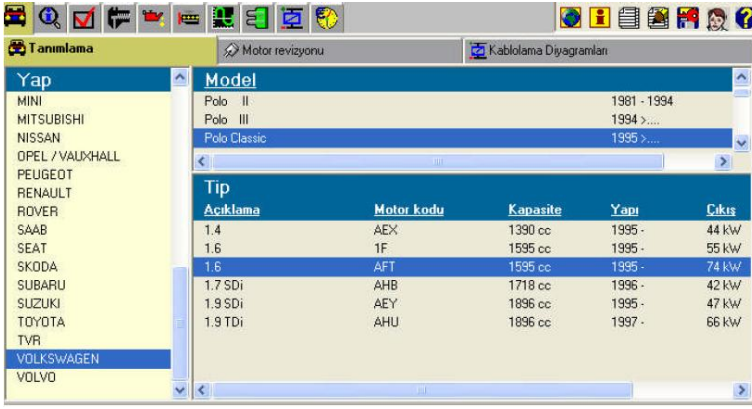 Tanımlama
Motor revizyonu
Kablolama Diyagramları
Yap
MINI
MITSUBISHI
NISSAN
OPEL / VAUXHALL
PEUGEOT
RENAULT
ROVER
SAAB
SEAT
SKODA
SUBARU
SUZUKI
TOYOTA
TVR
VOLKSWAGEN
VOLVO
Model
Polo II 1981 - 1994
Polo III 1994 >....
Polo Classic 1995 >....
Tip
Açıklama Motor kodu Kapasite Yapı Çıkış
1.4 AEX 1390 cc 1995 - 44 kW
1.6 1F 1595 cc 1995 - 55 kW
1.6 AFT 1595 cc 1995 - 74 kW
1.7 SDi AHB 1718 cc 1996 - 42 kW
1.9 SDi AEY 1896 cc 1995 - 47 kW
1.9 TDi AHU 1896 cc 1997 - 66 kW